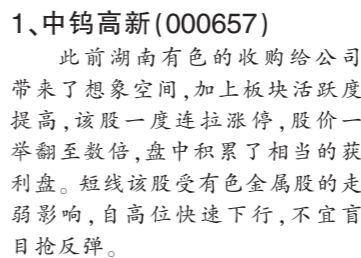 1、中钨高新(000657)
此前湖南有色的收购给公司
带来了想象空间,加上板块活跃度
提高,该股一度连拉涨停,股价一
举翻至数倍,盘中积累了相当的获
利盘。短线该股受有色金属股的走
弱影响,自高位快速下行,不宜盲
目抢反弹。